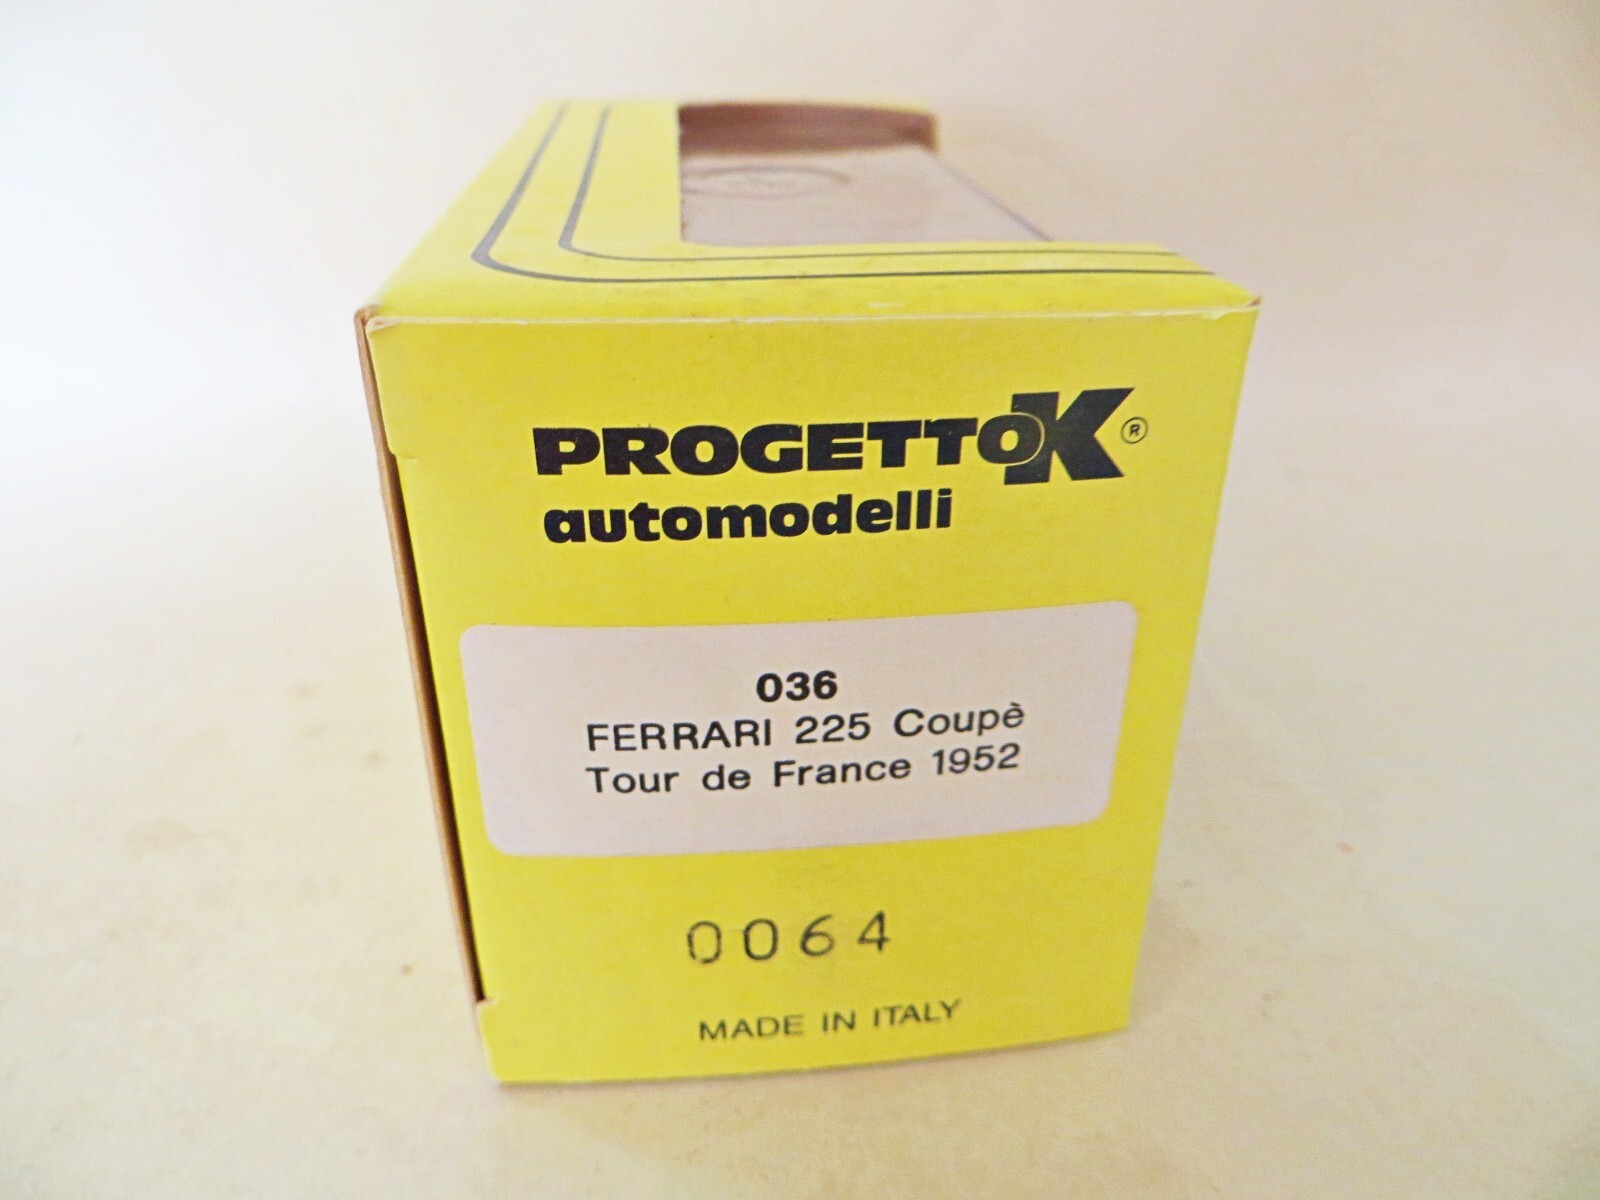 PROGETTOK®
automodelli
036
FERRARI 225 Coupè
Tour de France 1952
0064
MADE IN ITALY